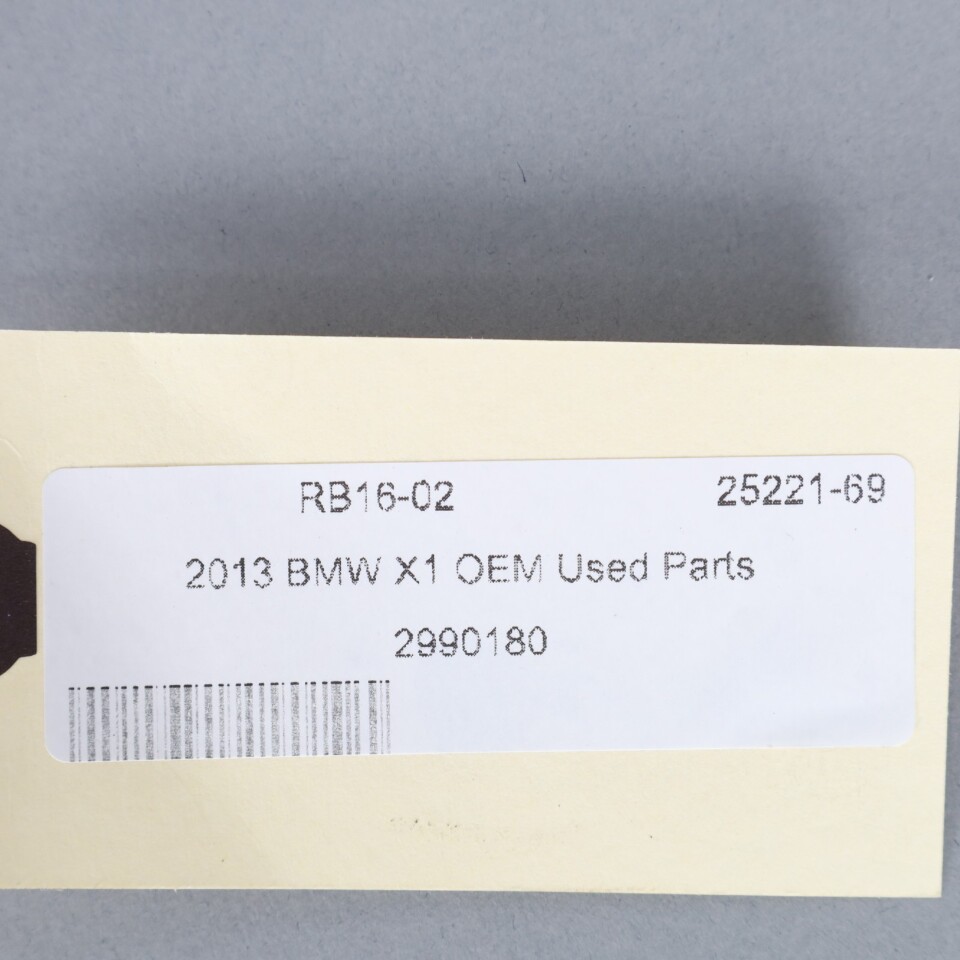 RB16-02 25221-69
2013 BMW X1 OEM Used Parts
2990180